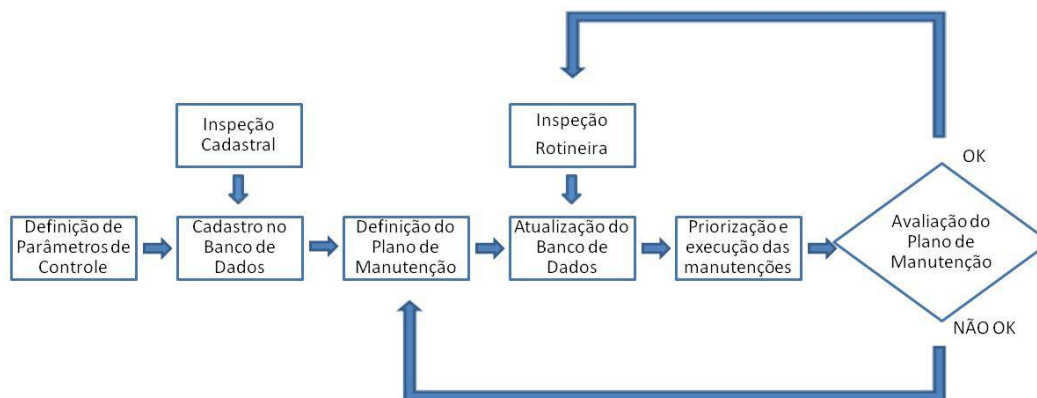 Inspeção
Cadastral
Inspeção
Rotineira
OK
Definição de
Parâmetros de
Controle
Cadastro no
Banco de
Dados
Definição do
Plano de
Manutenção
Atualização do
Banco de
Dados
Priorização e
execução das
manutenções
Avaliação do
Plano de
Manutenção
NÃO OK